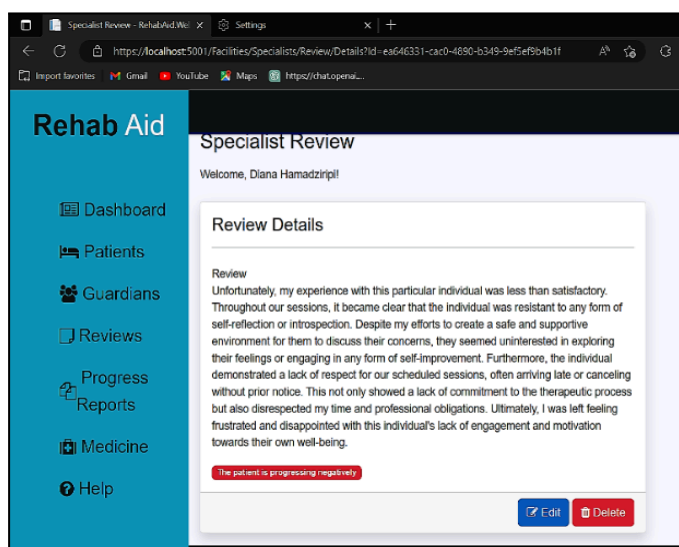 Specialist Review - RehabAid.Wel
Settings
https://localhost:5001/Facilities/Specialists/Review/Details?Id=ea646331-cac0-4890-b349-9ef5ef9b4b1f
Import favorites
Gmail
YouTube
Maps
https://chat.openai...
Rehab Aid
Dashboard
Patients
Guardians
Reviews
Progress
Reports
Medicine
Help
Specialist Review
Welcome, Diana Hamadziripi!
Review Details
Review
Unfortunately, my experience with this particular individual was less than satisfactory.
Throughout our sessions, it became clear that the individual was resistant to any form of
self-reflection or introspection. Despite my efforts to create a safe and supportive
environment for them to discuss their concerns, they seemed uninterested in exploring
their feelings or engaging in any form of self-improvement. Furthermore, the individual
demonstrated a lack of respect for our scheduled sessions, often arriving late or canceling
without prior notice. This not only showed a lack of commitment to the therapeutic process
but also disrespected my time and professional obligations. Ultimately, I was left feeling
frustrated and disappointed with this individual's lack of engagement and motivation
towards their own well-being.
The patient is progressing negatively
Edit
Delete